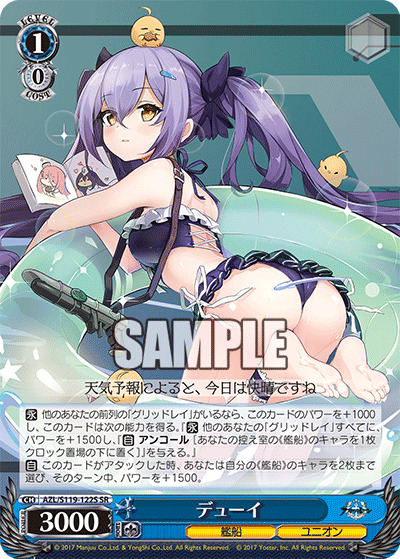 LEVEL
1
0
COST
SAMPLE
天気予報によると、今日は快晴ですね
永 他のあなたの前列の「グリッドレイ」がいるなら、このカードのパワーを+1000
し、このカードは次の能力を得る。『永 他のあなたの「グリッドレイ」すべてに、
パワーを+1500し、『自 アンコール [あなたの控え室の《艦船》のキャラを1枚
クロック置場の下に置く]』を与える。』
自 このカードがアタックした時、あなたは自分の《艦船》のキャラを2枚まで
選び、そのターン中、パワーを+1500。
CH AZL/S119-122S SR
デューイ
3000
艦船
ユニオン
© 2017 Manjuu Co.,Ltd. & YongShi Co.,Ltd. All Rights Reserved. © 2017 Yostar, Inc. All Rights Reserved.